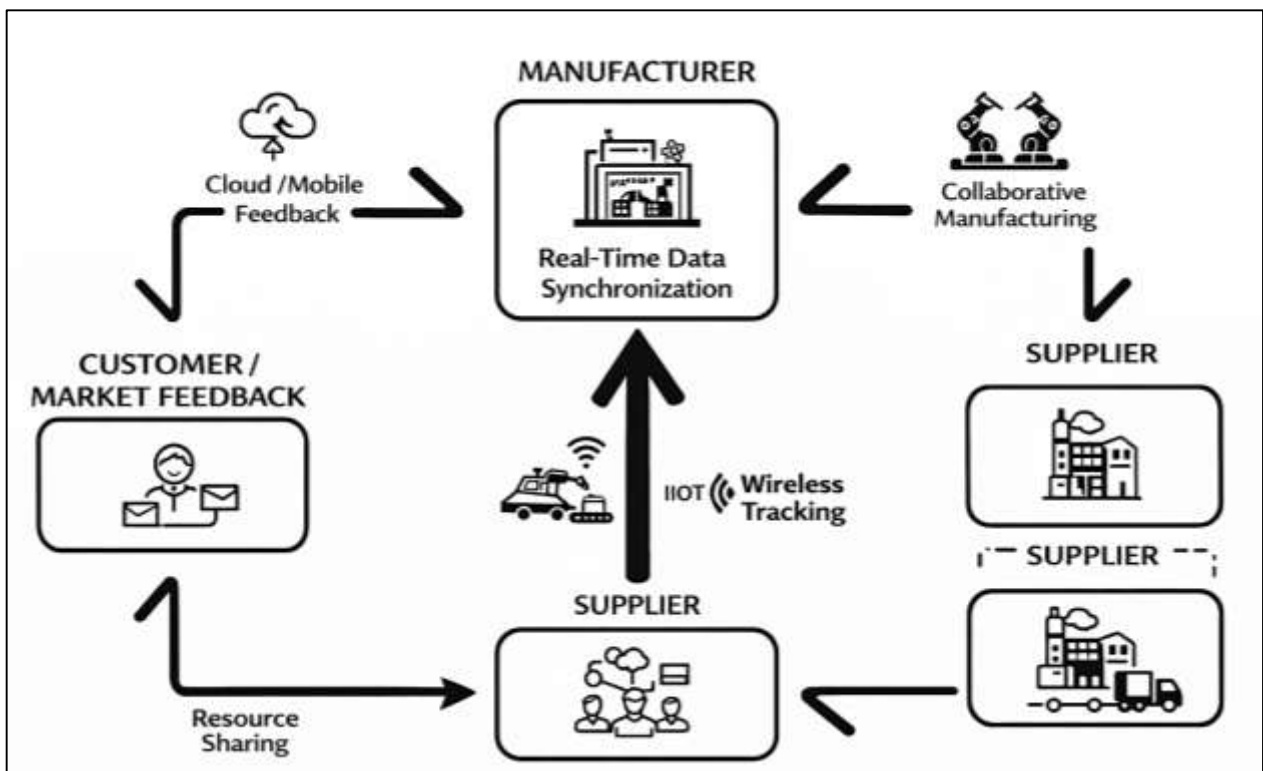 MANUFACTURER
Cloud /Mobile
Feedback
Collaborative
Manufacturing
Real-Time Data
Synchronization
CUSTOMER /
MARKET FEEDBACK
SUPPLIER
IIOT Wireless
Tracking
SUPPLIER
SUPPLIER
Resource
Sharing